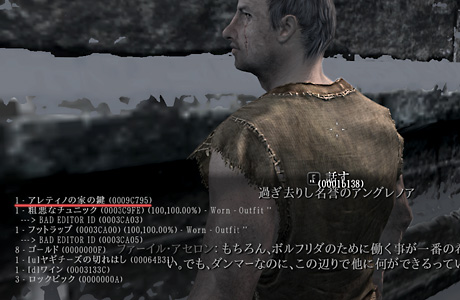 E 話す
(00016138)
過ぎ去りし名誉のアングレノア
1 - アレティノの家の鍵 (0009C795)
1 - 粗悪なチュニック (0003C9FE) (100,100.00%) - Worn - Outfit ''
-> BAD EDITOR ID (0003CA03)
1 - フットラップ (0003CA00) (100,100.00%) - Worn - Outfit ''
-> BAD EDITOR ID (0003CA05)
8 - ゴールド (0000000F)
ファーイル・アセロン: もちろん、ボルフリダのために働く事が一番の希
1 - [u]ヤギチーズの切れはし (00064B3
い。でも、ダンマーなのに、この辺りで他に何ができるってい
1 - [d]ワイン (0003133C)
3 - ロックピック (0000000A)